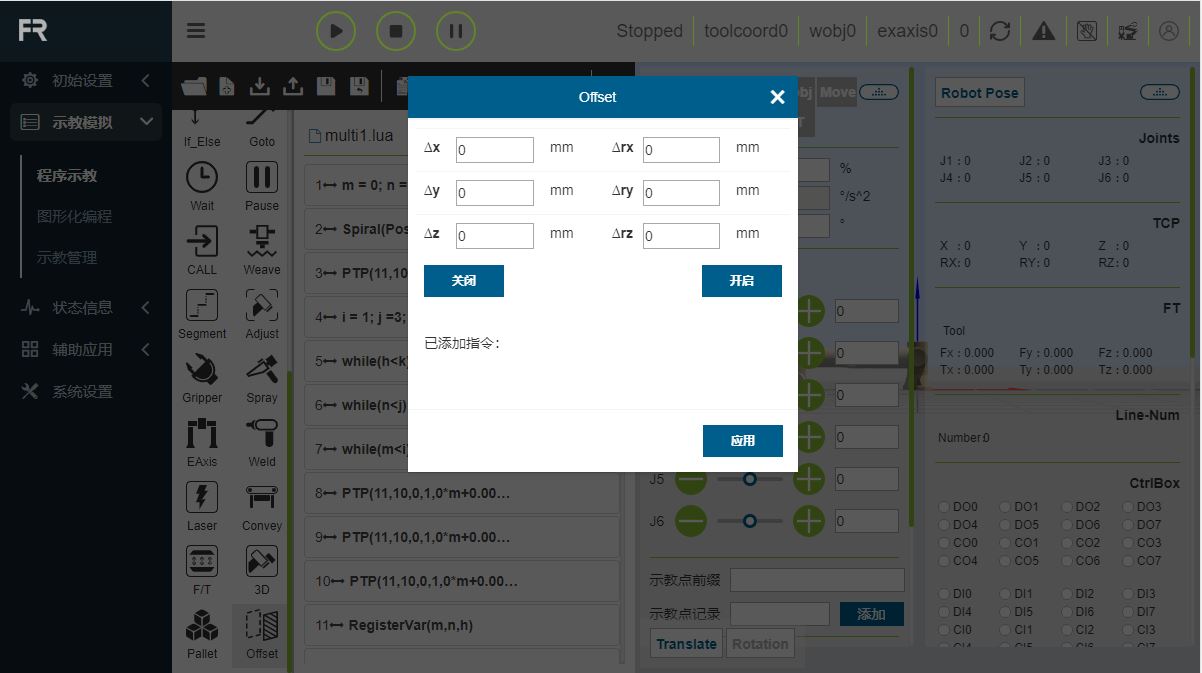 FR
Stopped toolcoord0 wobj0 exaxis0 0
初始设置
示教模拟
程序示教
图形化编程
示教管理
状态信息
辅助应用
系统设置
If_Else Goto
Wait Pause
CALL Weave
Segment Adjust
Gripper Spray
EAxis Weld
Laser Convey
F/T 3D
Pallet Offset
multi1.lua
1 m = 0; n =
2 Spiral(Pos
3 PTP(11,10
4 i = 1; j =3;
5 while(h<k)
6 while(n<j)
7 while(m<i)
8 PTP(11,10,0,1,0*m+0.00...
9 PTP(11,10,0,1,0*m+0.00...
10 PTP(11,10,0,1,0*m+0.00...
11 RegisterVar(m,n,h)
Offset
Δx 0 mm Δrx 0 mm
Δy 0 mm Δry 0 mm
Δz 0 mm Δrz 0 mm
关闭 开启
已添加指令：
应用
bj Move
T
%
°/s^2
°
0
0
0
0
J5 0
J6 0
示教点前缀
示教点记录 添加
Translate Rotation
Robot Pose
Joints
J1 : 0 J2 : 0 J3 : 0
J4 : 0 J5 : 0 J6 : 0
TCP
X : 0 Y : 0 Z : 0
RX: 0 RY: 0 RZ: 0
FT
Tool
Fx : 0.000 Fy : 0.000 Fz : 0.000
Tx : 0.000 Ty : 0.000 Tz : 0.000
Line-Num
Number:0
CtrlBox
DO0 DO1 DO2 DO3
DO4 DO5 DO6 DO7
CO0 CO1 CO2 CO3
CO4 CO5 CO6 CO7
DI0 DI1 DI2 DI3
DI4 DI5 DI6 DI7
CI0 CI1 CI2 CI3
CI4 CI5 CI6 CI7